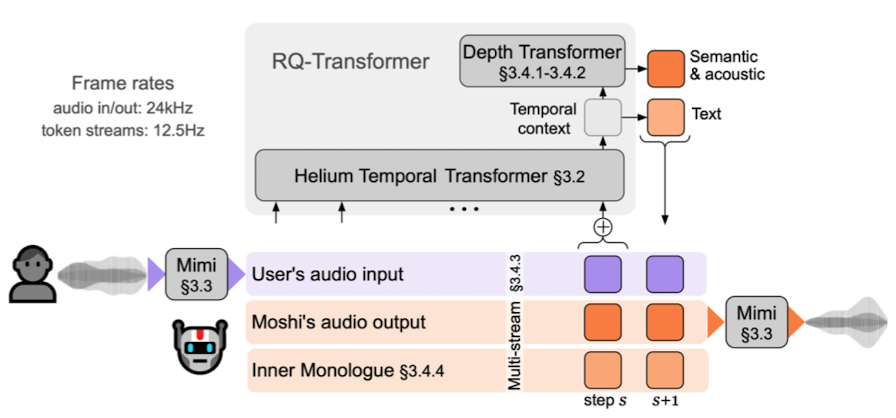 Frame rates
audio in/out: 24kHz
token streams: 12.5Hz
RQ-Transformer
Depth Transformer
§3.4.1-3.4.2
Semantic
& acoustic
Temporal
context
Text
Helium Temporal Transformer §3.2
...
Mimi
§3.3
User's audio input
Moshi's audio output
Inner Monologue §3.4.4
Multi-stream §3.4.3
Mimi
§3.3
step s
s+1